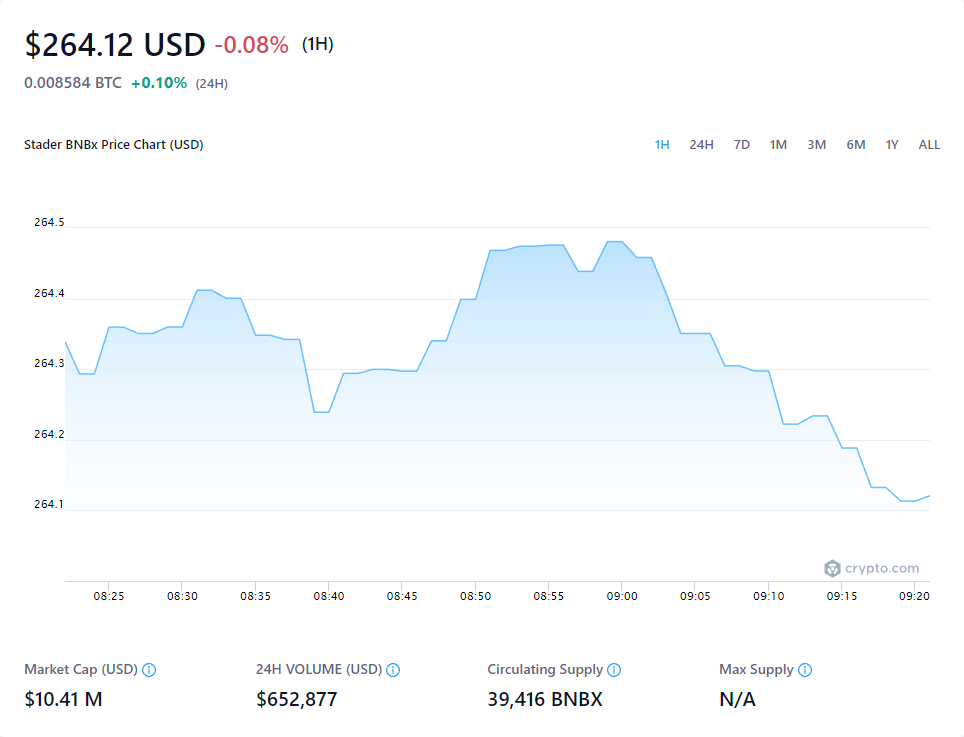 $264.12 USD -0.08% (1H)
0.008584 BTC +0.10% (24H)
Stader BNBx Price Chart (USD)
1H 24H 7D 1M 3M 6M 1Y ALL
264.5
264.4
264.3
264.2
264.1
crypto.com
08:25 08:30 08:35 08:40 08:45 08:50 08:55 09:00 09:05 09:10 09:15 09:20
Market Cap (USD) 24H VOLUME (USD) Circulating Supply Max Supply
$10.41 M $652,877 39,416 BNBX N/A